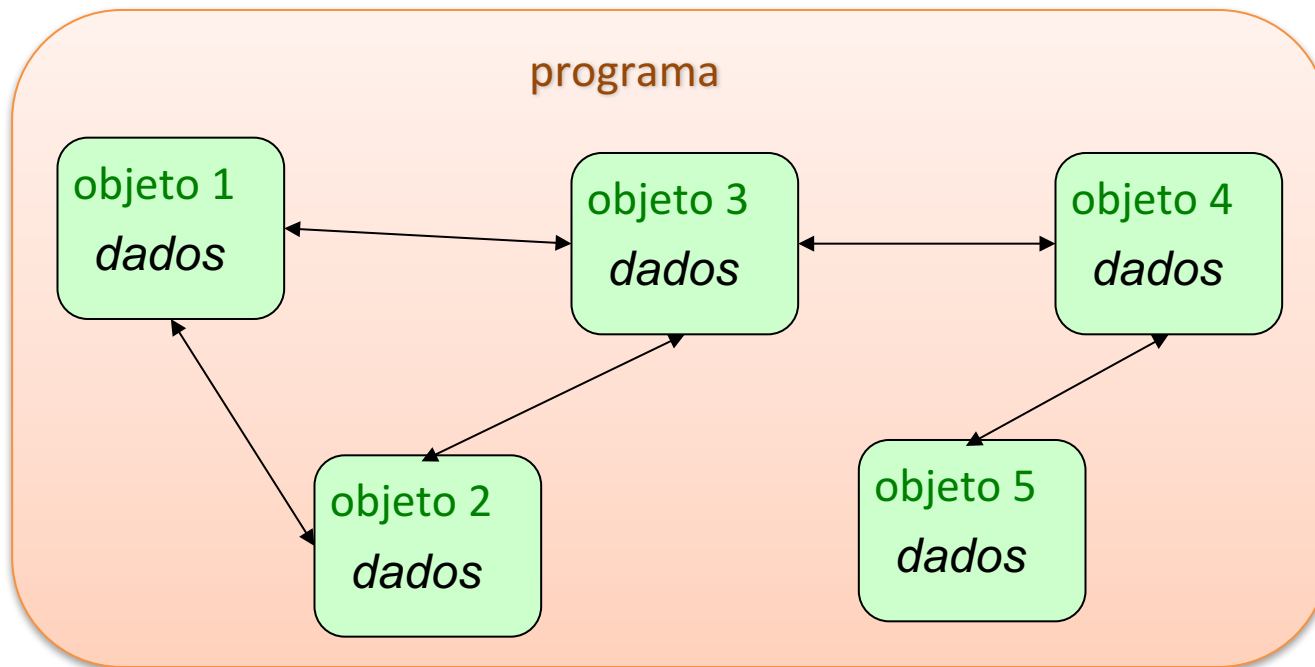 programa
objeto 1
dados
objeto 3
dados
objeto 4
dados
objeto 2
dados
objeto 5
dados